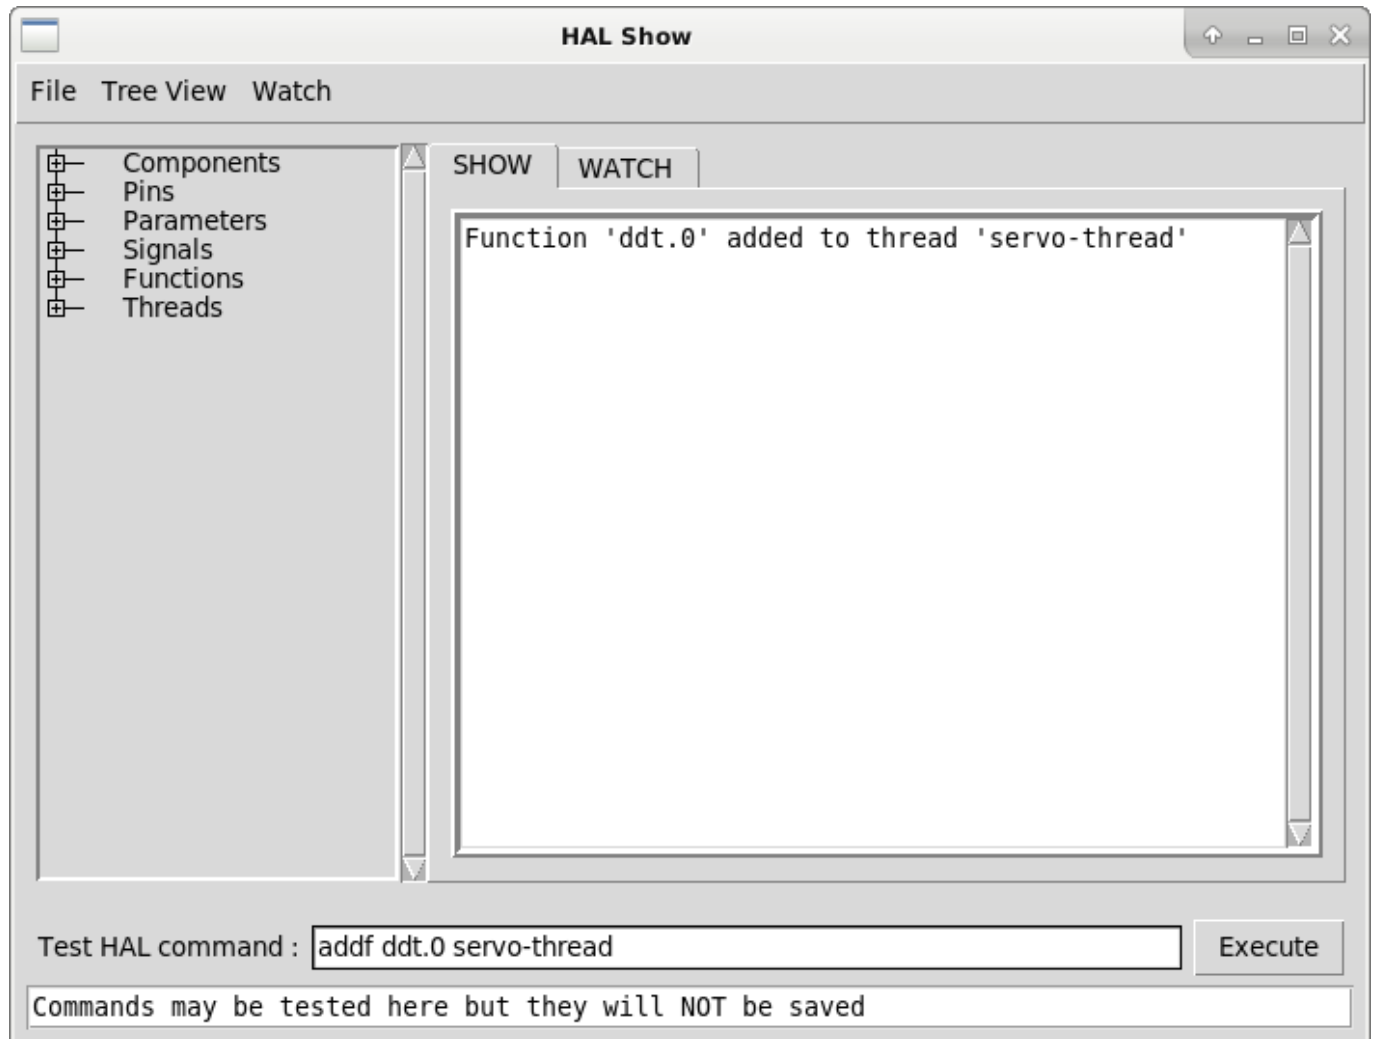 HAL Show
File Tree View Watch
Components
Pins
Parameters
Signals
Functions
Threads
SHOW WATCH
Function 'ddt.0' added to thread 'servo-thread'
Test HAL command : addf ddt.0 servo-thread Execute
Commands may be tested here but they will NOT be saved